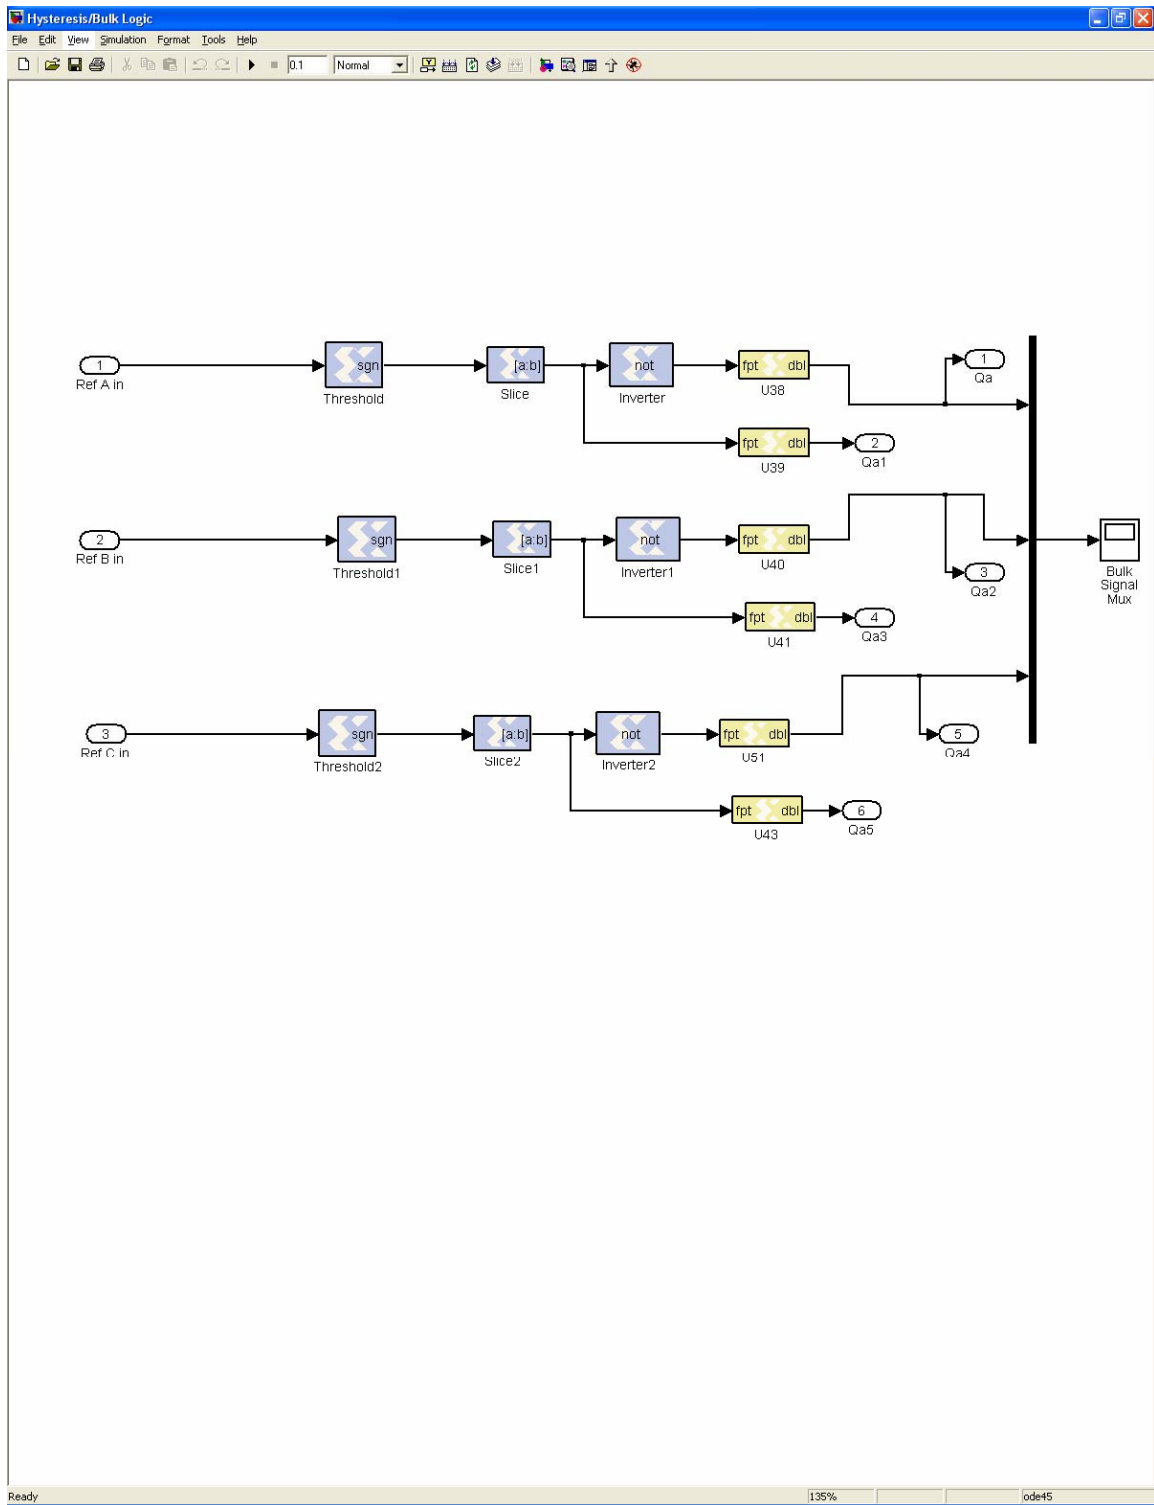 Hysteresis/Bulk Logic
File Edit View Simulation Format Tools Help
0.1 Normal
1
Ref A in
sgn
Threshold
[a:b]
Slice
not
Inverter
fpt dbl
U38
1
Qa
fpt dbl
U39
2
Qa1
2
Ref B in
sgn
Threshold1
[a:b]
Slice1
not
Inverter1
fpt dbl
U40
3
Qa2
Bulk
Signal
Mux
fpt dbl
U41
4
Qa3
3
Ref C in
sgn
Threshold2
[a:b]
Slice2
not
Inverter2
fpt dbl
U51
5
Qa4
fpt dbl
U43
6
Qa5
Ready 135% ode45